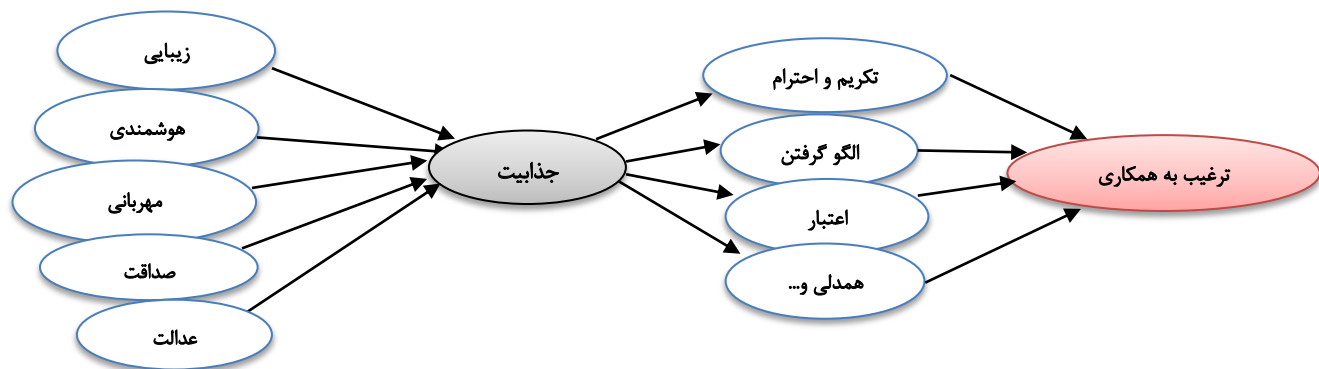 زیبایی
هوشمندی
مهربانی
صداقت
عدالت
جذابیت
تکریم و احترام
الگو گرفتن
اعتبار
همدلی و...
ترغیب به همکاری